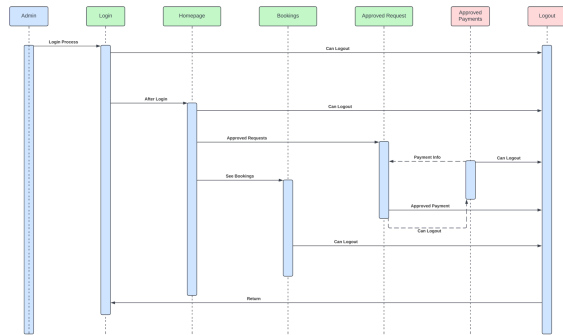 Admin
Login
Homepage
Bookings
Approved Request
Approved
Payments
Logout
Login Process
Can Logout
After Login
Can Logout
Approved Requests
Payment Info
Can Logout
See Bookings
Approved Payment
Can Logout
Can Logout
Return